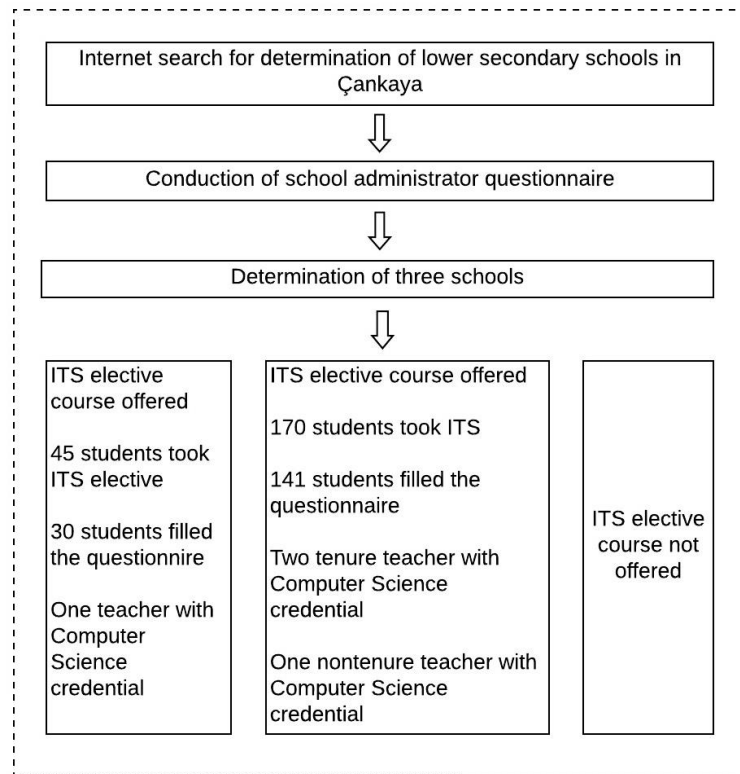 Internet search for determination of lower secondary schools in
Çankaya
Conduction of school administrator questionnaire
Determination of three schools
ITS elective
course offered
45 students took
ITS elective
30 students filled
the questionnire
One teacher with
Computer
Science
credential
ITS elective course offered
170 students took ITS
141 students filled the
questionnaire
Two tenure teacher with
Computer Science
credential
One nontenure teacher with
Computer Science
credential
ITS elective
course not
offered